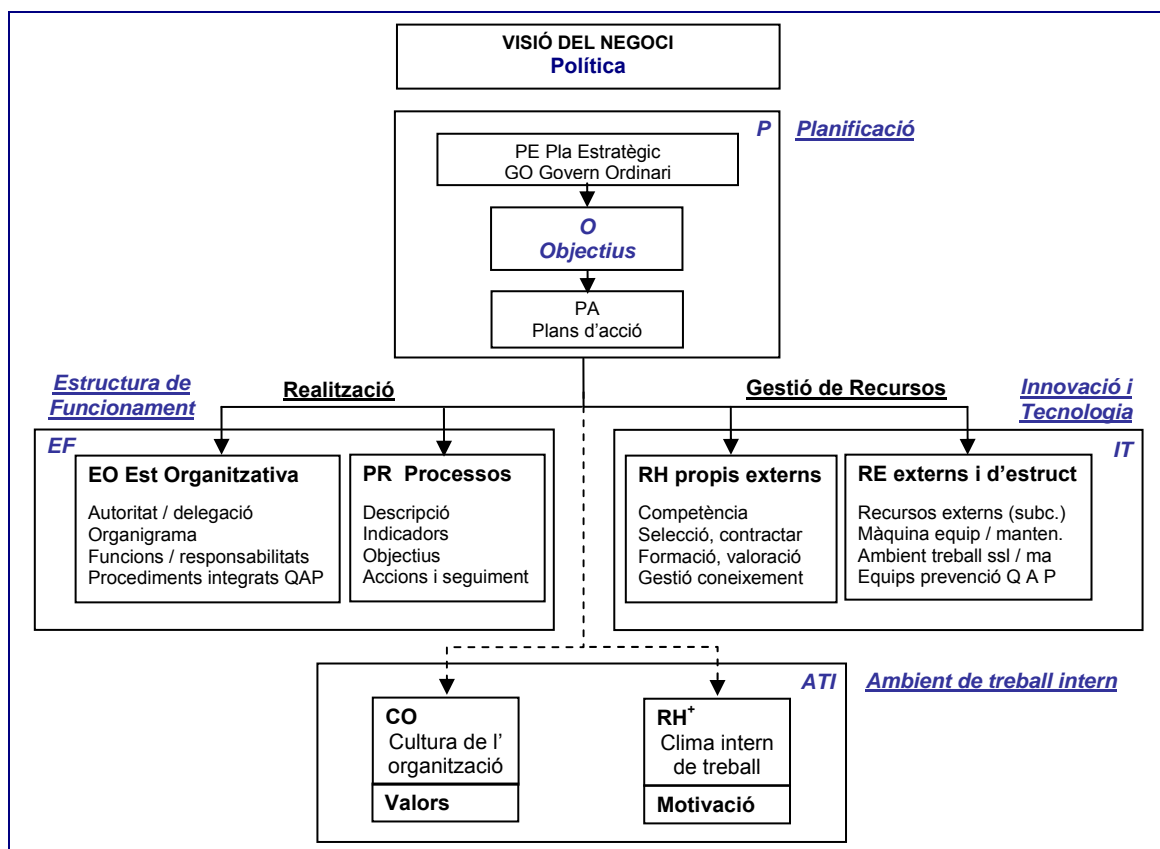 VISIÓ DEL NEGOCI
Política
P
Planificació
PE Pla Estratègic
GO Govern Ordinari
O
Objectius
PA
Plans d’acció
Estructura de
Funcionament
Realització
Gestió de Recursos
Innovació i
Tecnologia
EF
EO Est Organitzativa
Autoritat / delegació
Organigrama
Funcions / responsabilitats
Procediments integrats QAP
PR Processos
Descripció
Indicadors
Objectius
Accions i seguiment
IT
RH propis externs
Competència
Selecció, contractar
Formació, valoració
Gestió coneixement
RE externs i d’estruct
Recursos externs (subc.)
Màquina equip / manten.
Ambient treball ssl / ma
Equips prevenció Q A P
ATI
Ambient de treball intern
CO
Cultura de l’
organització
Valors
RH⁺
Clima intern
de treball
Motivació